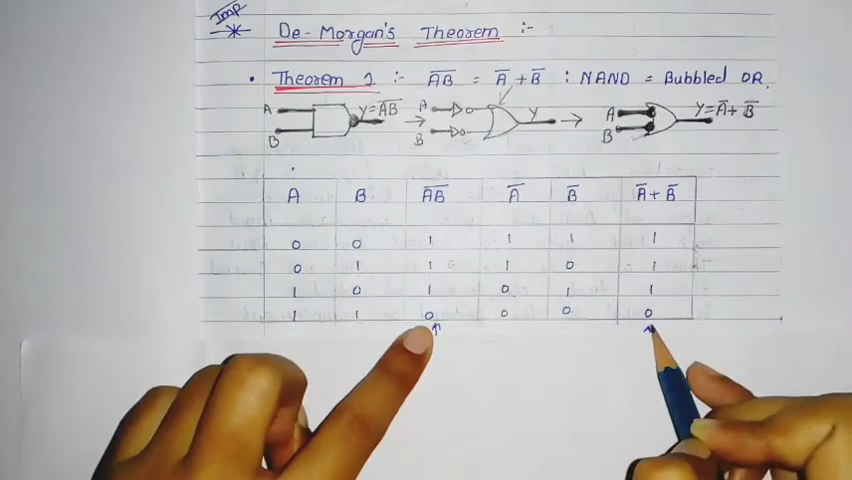 Imp
* De-Morgan's Theorem :-
• Theorem 1 :- A̅B̅ = A̅ + B̅ : NAND = Bubbled OR.
A Y = A̅B̅ → A Y → A Y = A̅ + B̅
B B B
A B A̅B̅ A̅ B̅ A̅ + B̅
0 0 1 1 1 1
0 1 1 1 0 1
1 0 1 0 1 1
1 1 0 0 0 0
↑ ↑